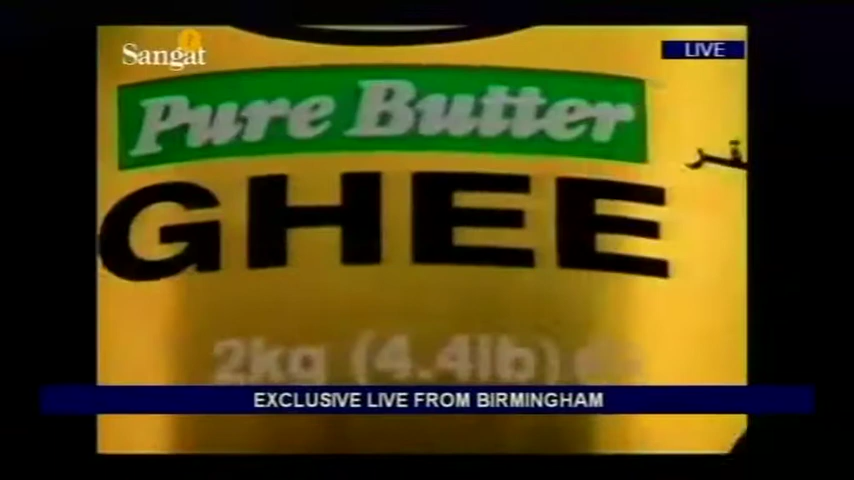 Sangat
LIVE
Pure Butter
GHEE
2kg (4.4lb)
EXCLUSIVE LIVE FROM BIRMINGHAM